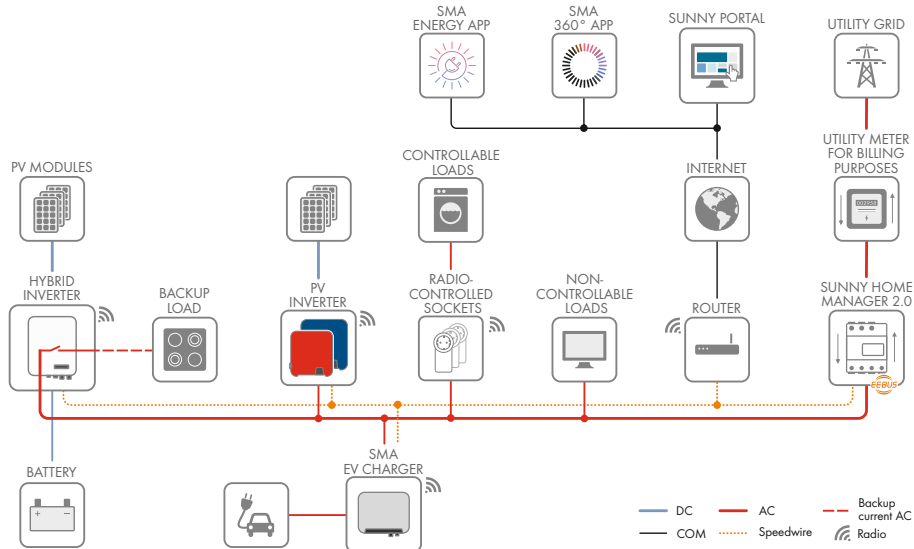 SMA
ENERGY APP
SMA
360° APP
SUNNY PORTAL
UTILITY GRID
PV MODULES
CONTROLLABLE
LOADS
INTERNET
UTILITY METER
FOR BILLING
PURPOSES
HYBRID
INVERTER
BACKUP
LOAD
PV
INVERTER
RADIO-
CONTROLLED
SOCKETS
NON-
CONTROLLABLE
LOADS
ROUTER
SUNNY HOME
MANAGER 2.0
EEBUS
BATTERY
SMA
EV CHARGER
DC
AC
Backup
current AC
COM
Speedwire
Radio